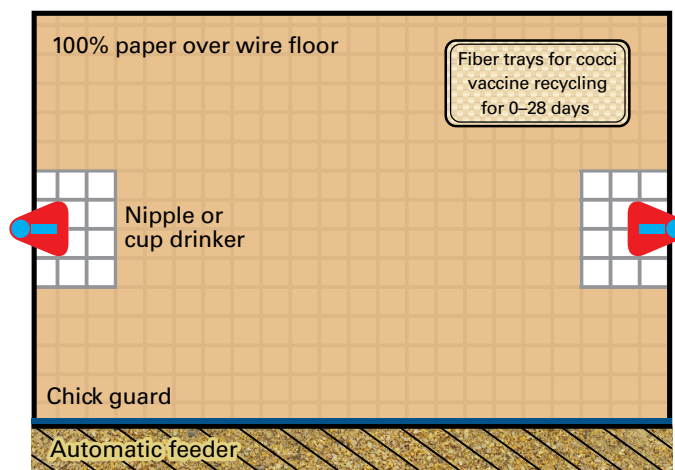 100% paper over wire floor
Fiber trays for cocci
vaccine recycling
for 0–28 days
Nipple or
cup drinker
Chick guard
Automatic feeder